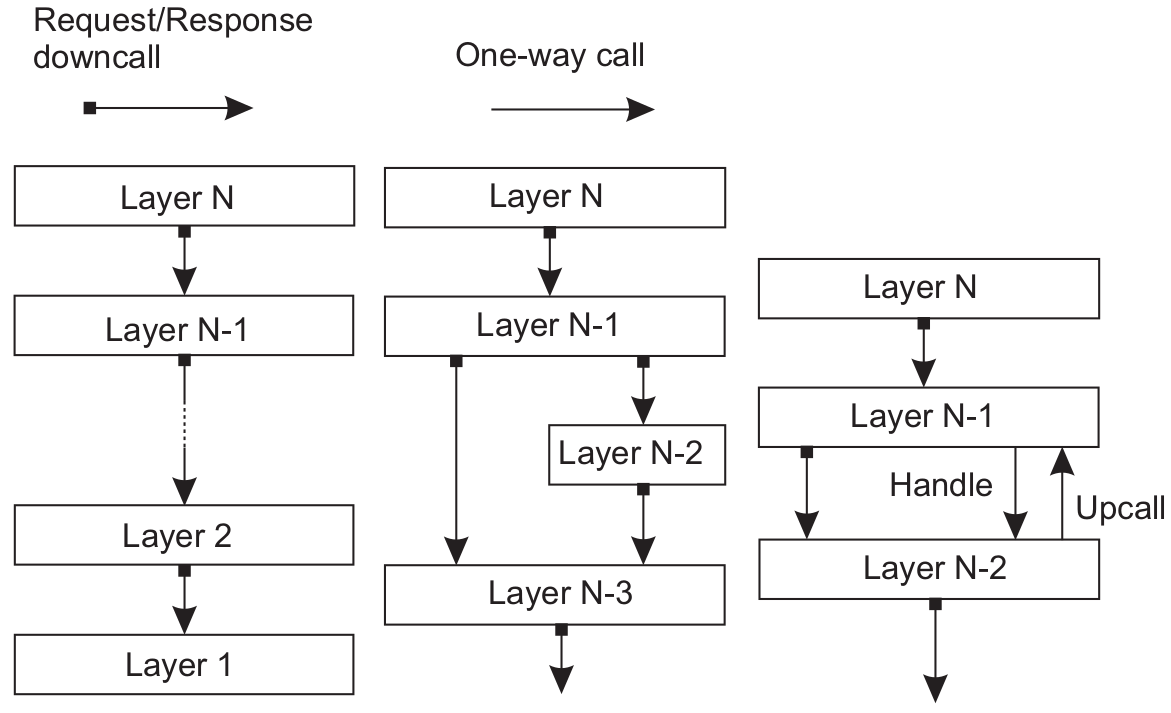 Request/Response
downcall
One-way call
Layer N
Layer N-1
Layer 2
Layer 1
Layer N
Layer N-1
Layer N-2
Layer N-3
Layer N
Layer N-1
Handle
Upcall
Layer N-2